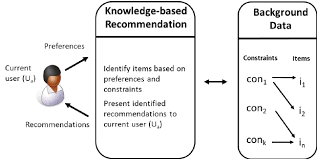 Preferences
Current
user (Uₐ)
Recommendations
Knowledge-based
Recommendation
Identify items based on
preferences and
constraints
Present identified
recommendations to
current user (Uₐ)
Background
Data
Constraints Items
con₁ i₁
con₂ i₂
conₖ iₙ